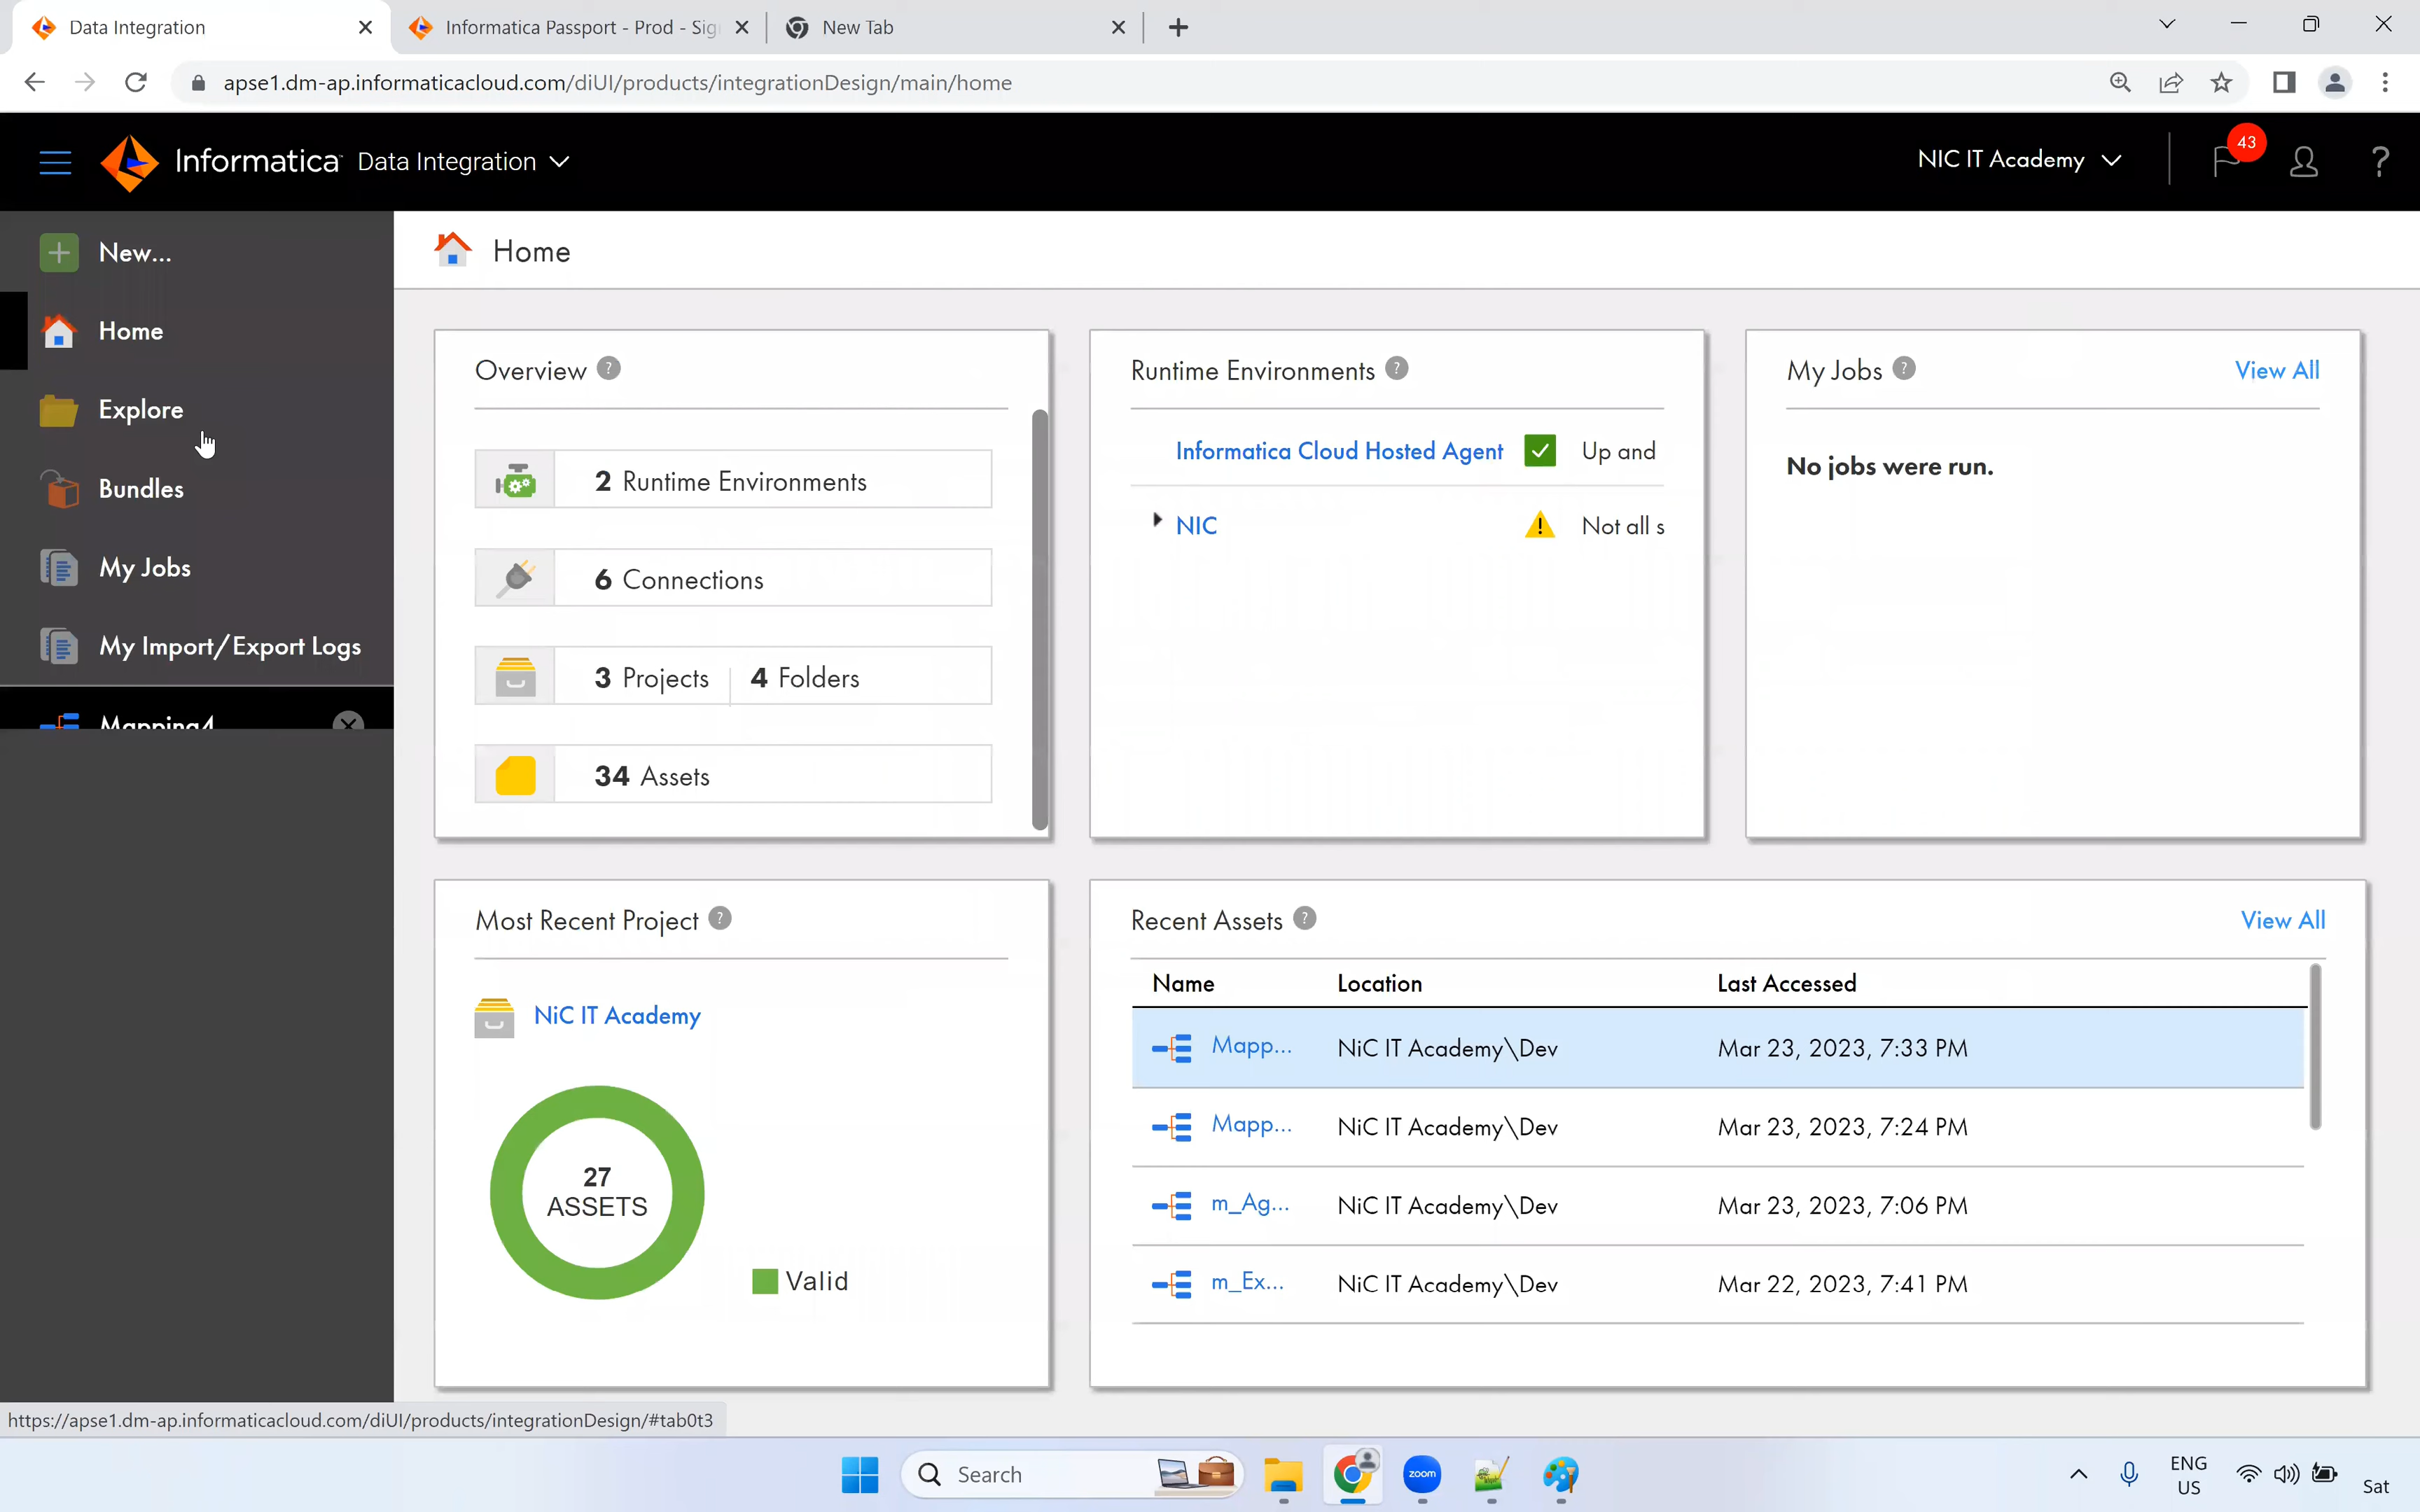 Data Integration
Informatica Passport - Prod - Sig
New Tab
apse1.dm-ap.informaticacloud.com/diUI/products/integrationDesign/main/home
Informatica Data Integration
NIC IT Academy
43
New...
Home
Explore
Bundles
My Jobs
My Import/Export Logs
Mapping4
Home
Overview ?
2 Runtime Environments
6 Connections
3 Projects 4 Folders
34 Assets
Runtime Environments ?
Informatica Cloud Hosted Agent Up and
NIC Not all s
My Jobs ? View All
No jobs were run.
Most Recent Project ?
NiC IT Academy
27
ASSETS
Valid
Recent Assets ? View All
Name Location Last Accessed
Mapp... NiC IT Academy\Dev Mar 23, 2023, 7:33 PM
Mapp... NiC IT Academy\Dev Mar 23, 2023, 7:24 PM
m_Ag... NiC IT Academy\Dev Mar 23, 2023, 7:06 PM
m_Ex... NiC IT Academy\Dev Mar 22, 2023, 7:41 PM
https://apse1.dm-ap.informaticacloud.com/diUI/products/integrationDesign/#tab0t3
Search
zoom
ENG
US
Sat